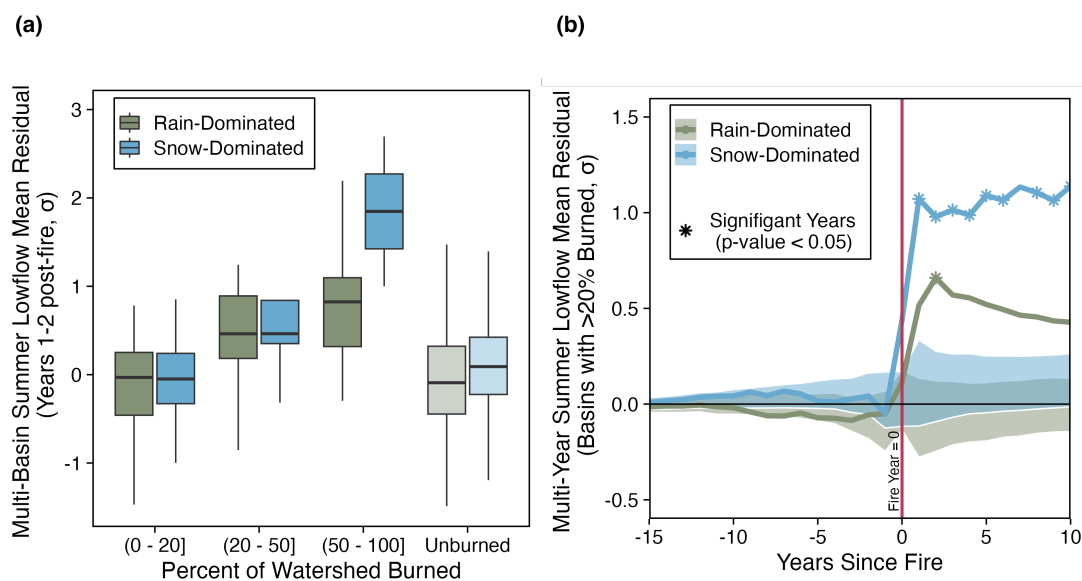 (a)
Multi-Basin Summer Lowflow Mean Residual
(Years 1-2 post-fire, σ)
3
2
1
0
-1
Rain-Dominated
Snow-Dominated
(0 - 20]
(20 - 50]
(50 - 100]
Unburned
Percent of Watershed Burned
(b)
Multi-Year Summer Lowflow Mean Residual
(Basins with >20% Burned, σ)
1.5
1.0
0.5
0.0
-0.5
Rain-Dominated
Snow-Dominated
Signifigant Years
(p-value < 0.05)
Fire Year = 0
-15
-10
-5
0
5
10
Years Since Fire